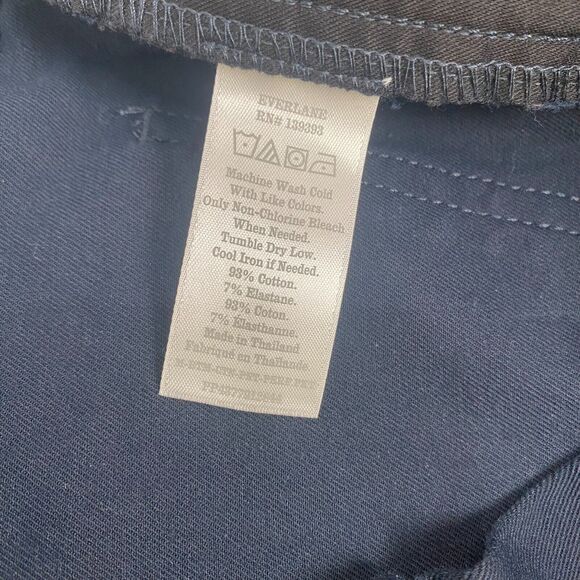 EVERLANE
RN# 139393
Machine Wash Cold
With Like Colors.
Only Non-Chlorine Bleach
When Needed.
Tumble Dry Low.
Cool Iron if Needed.
93% Cotton.
7% Elastane.
93% Coton.
7% Élasthanne.
Made in Thailand
Fabriqué en Thaïlande